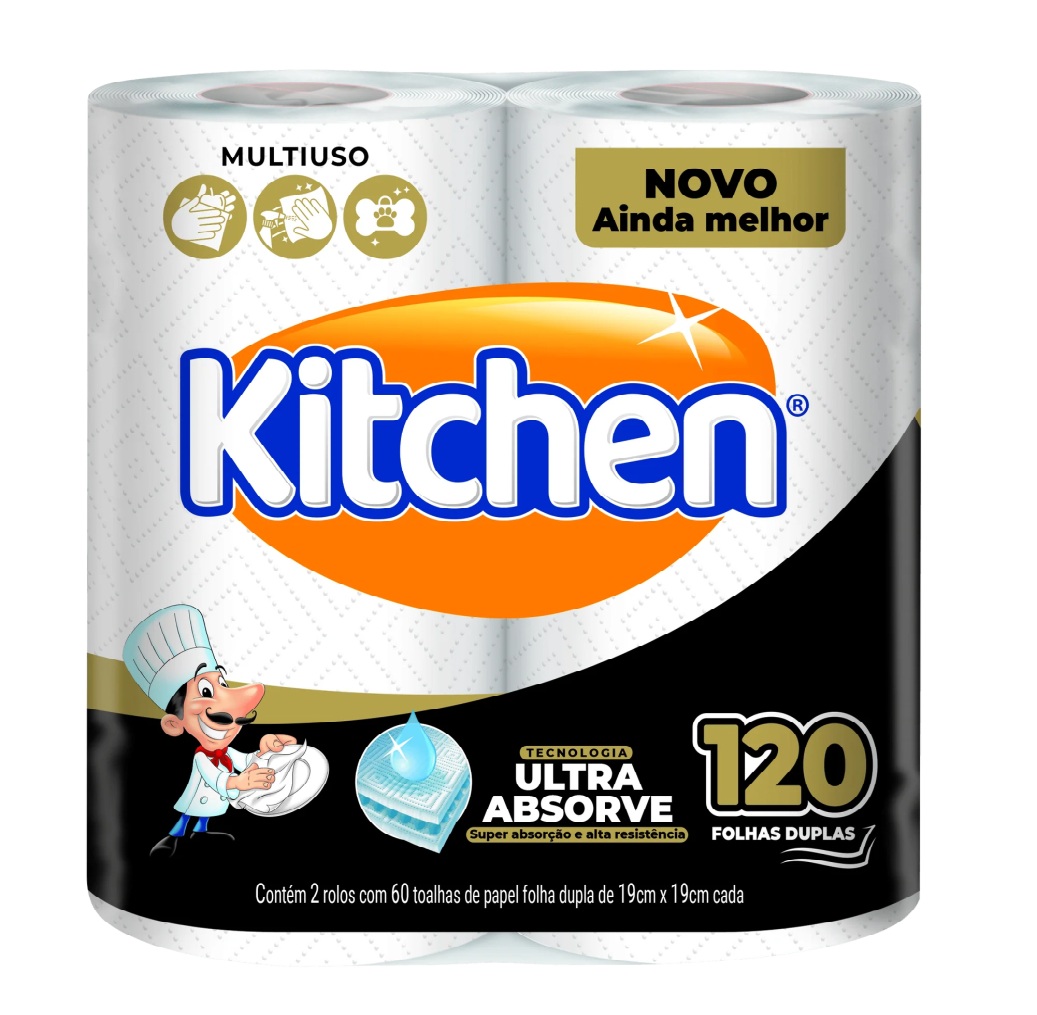 MULTIUSO
NOVO
Ainda melhor
Kitchen®
TECNOLOGIA
ULTRA
ABSORVE
Super absorção e alta resistência
120
FOLHAS DUPLAS
Contém 2 rolos com 60 toalhas de papel folha dupla de 19cm x 19cm cada